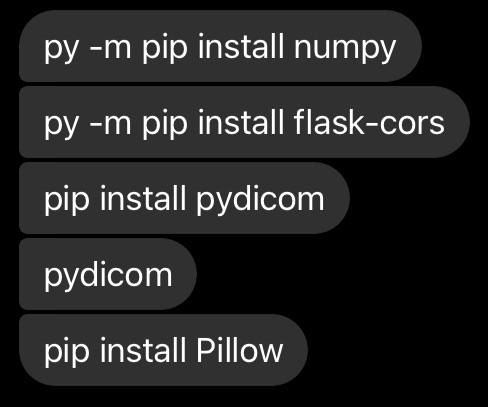 py -m pip install numpy
py -m pip install flask-cors
pip install pydicom
pydicom
pip install Pillow